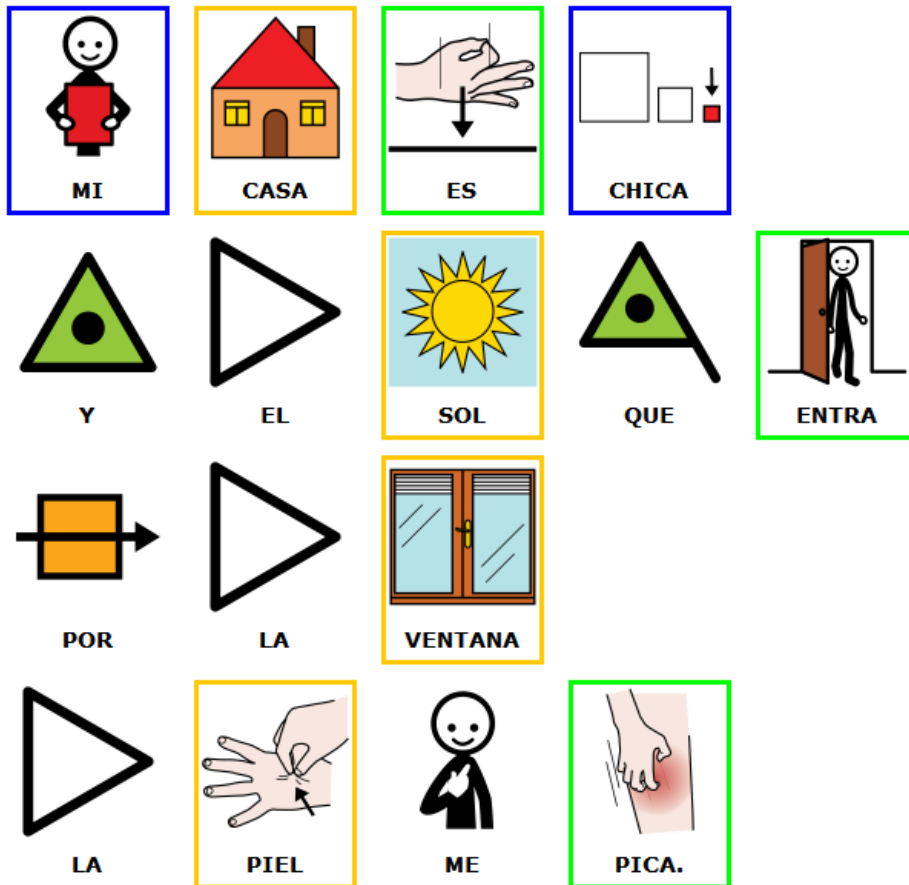 MI CASA ES CHICA
Y EL SOL QUE ENTRA
POR LA VENTANA
LA PIEL ME PICA.